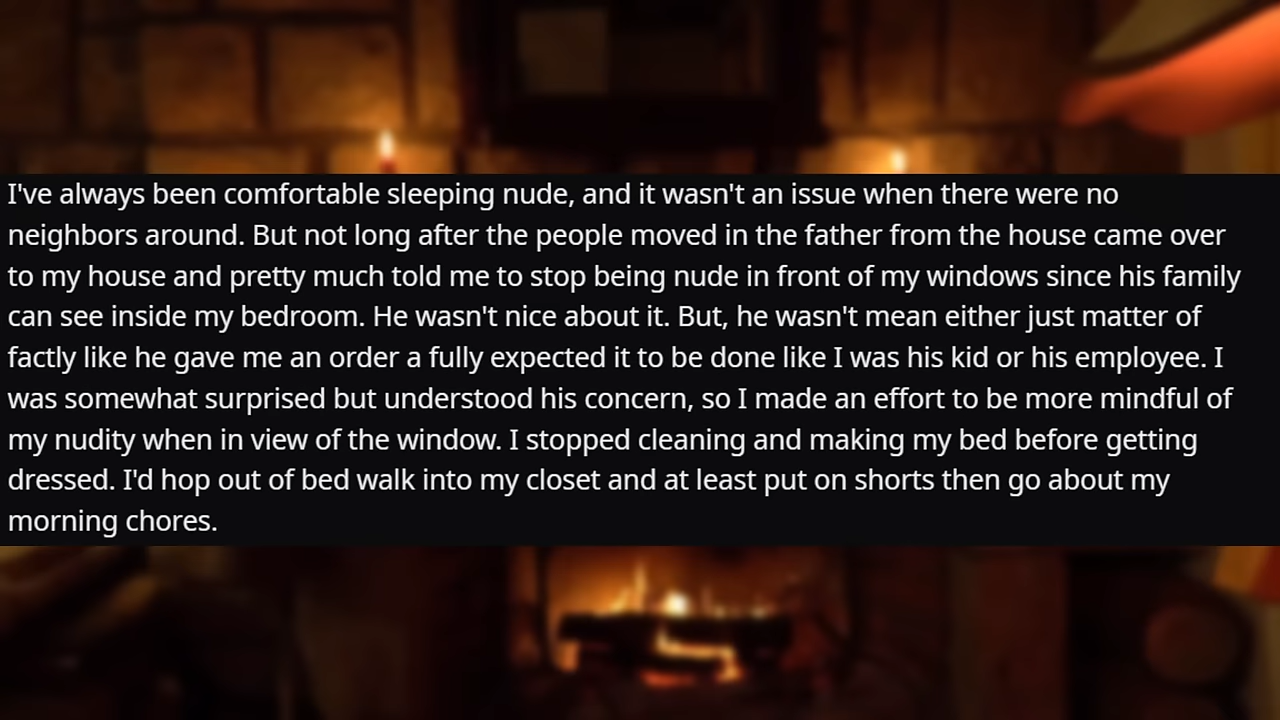 I've always been comfortable sleeping nude, and it wasn't an issue when there were no
neighbors around. But not long after the people moved in the father from the house came over
to my house and pretty much told me to stop being nude in front of my windows since his family
can see inside my bedroom. He wasn't nice about it. But, he wasn't mean either just matter of
factly like he gave me an order a fully expected it to be done like I was his kid or his employee. I
was somewhat surprised but understood his concern, so I made an effort to be more mindful of
my nudity when in view of the window. I stopped cleaning and making my bed before getting
dressed. I'd hop out of bed walk into my closet and at least put on shorts then go about my
morning chores.